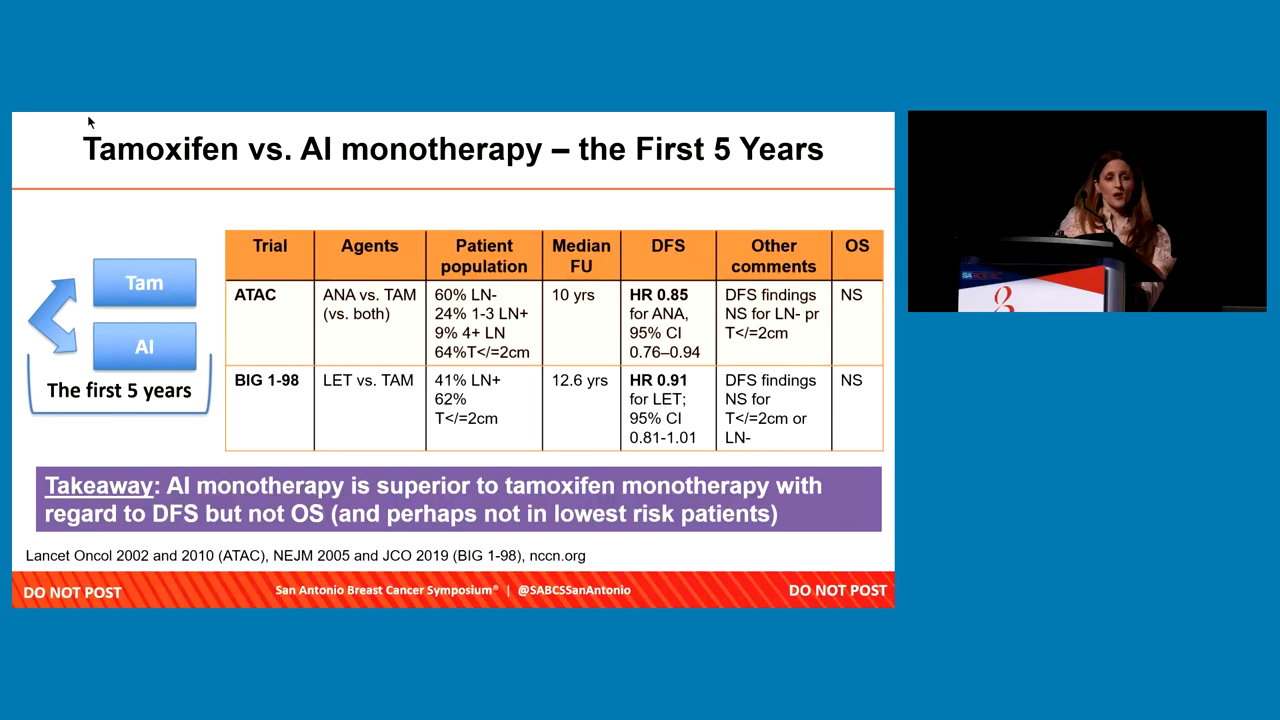 Tamoxifen vs. AI monotherapy – the First 5 Years
Tam
AI
The first 5 years
Trial
Agents
Patient
population
Median
FU
DFS
Other
comments
OS
ATAC
ANA vs. TAM
(vs. both)
60% LN-
24% 1-3 LN+
9% 4+ LN
64%T</=2cm
10 yrs
HR 0.85
for ANA,
95% CI
0.76–0.94
DFS findings
NS for LN- pr
T</=2cm
NS
BIG 1-98
LET vs. TAM
41% LN+
62%
T</=2cm
12.6 yrs
HR 0.91
for LET;
95% CI
0.81-1.01
DFS findings
NS for
T</=2cm or
LN-
NS
Takeaway: AI monotherapy is superior to tamoxifen monotherapy with
regard to DFS but not OS (and perhaps not in lowest risk patients)
Lancet Oncol 2002 and 2010 (ATAC), NEJM 2005 and JCO 2019 (BIG 1-98), nccn.org
DO NOT POST
San Antonio Breast Cancer Symposium® | @SABCSSanAntonio
DO NOT POST